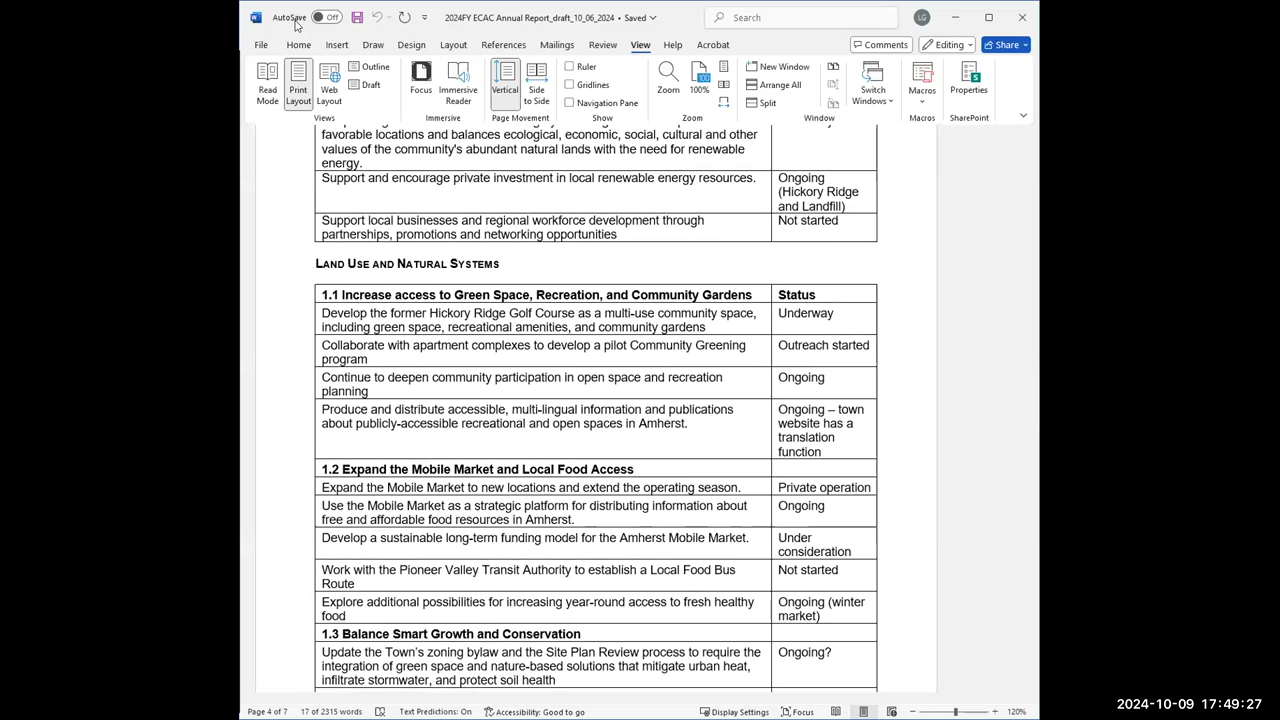 AutoSave Off 2024FY ECAC Annual Report_draft_10_06_2024 • Saved Search LG
File Home Insert Draw Design Layout References Mailings Review View Help Acrobat Comments Editing Share
Read Mode
Print Layout
Web Layout
Outline
Draft
Views
Focus
Immersive Reader
Immersive
Vertical
Side to Side
Page Movement
Ruler
Gridlines
Navigation Pane
Show
Zoom
100
100%
Zoom
New Window
Arrange All
Split
Switch Windows
Window
Macros
Macros
Properties
SharePoint
favorable locations and balances ecological, economic, social, cultural and other
values of the community's abundant natural lands with the need for renewable
energy.
Support and encourage private investment in local renewable energy resources.
Ongoing
(Hickory Ridge
and Landfill)
Support local businesses and regional workforce development through
partnerships, promotions and networking opportunities
Not started
LAND USE AND NATURAL SYSTEMS
1.1 Increase access to Green Space, Recreation, and Community Gardens Status
Develop the former Hickory Ridge Golf Course as a multi-use community space,
including green space, recreational amenities, and community gardens
Underway
Collaborate with apartment complexes to develop a pilot Community Greening
program
Outreach started
Continue to deepen community participation in open space and recreation
planning
Ongoing
Produce and distribute accessible, multi-lingual information and publications
about publicly-accessible recreational and open spaces in Amherst.
Ongoing – town
website has a
translation
function
1.2 Expand the Mobile Market and Local Food Access
Expand the Mobile Market to new locations and extend the operating season. Private operation
Use the Mobile Market as a strategic platform for distributing information about
free and affordable food resources in Amherst.
Ongoing
Develop a sustainable long-term funding model for the Amherst Mobile Market.
Under
consideration
Work with the Pioneer Valley Transit Authority to establish a Local Food Bus
Route
Not started
Explore additional possibilities for increasing year-round access to fresh healthy
food
Ongoing (winter
market)
1.3 Balance Smart Growth and Conservation
Update the Town's zoning bylaw and the Site Plan Review process to require the
integration of green space and nature-based solutions that mitigate urban heat,
infiltrate stormwater, and protect soil health
Ongoing?
Page 4 of 7 17 of 2315 words Text Predictions: On Accessibility: Good to go Display Settings Focus 120%
2024-10-09 17:49:27